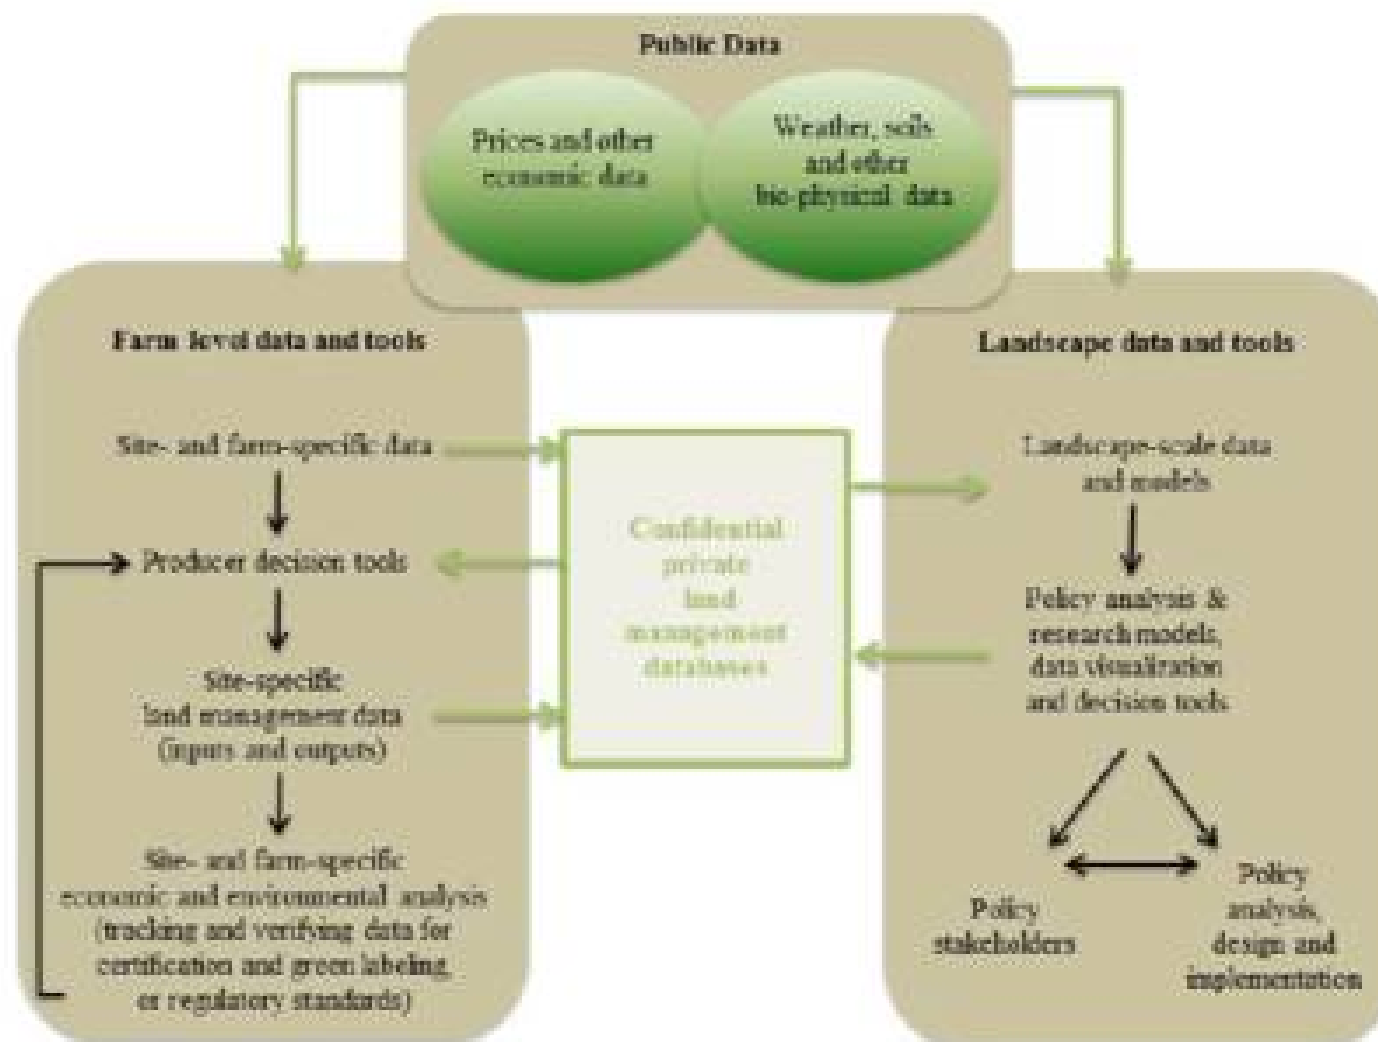 Public Data
Prices and other
economic data
Weather, soils
and other
bio-physical data
Farm level data and tools
Site- and farm-specific data
Producer decision tools
Site-specific
land management data
(inputs and outputs)
Site- and farm-specific
economic and environmental analysis
(tracking and verifying data for
certification and green labeling,
or regulatory standards)
Confidential
private
land
management
databases
Landscape data and tools
Landscape-scale data
and models
Policy analysis &
research models,
data visualization
and decision tools
Policy
stakeholders
Policy
analysis,
design and
implementation